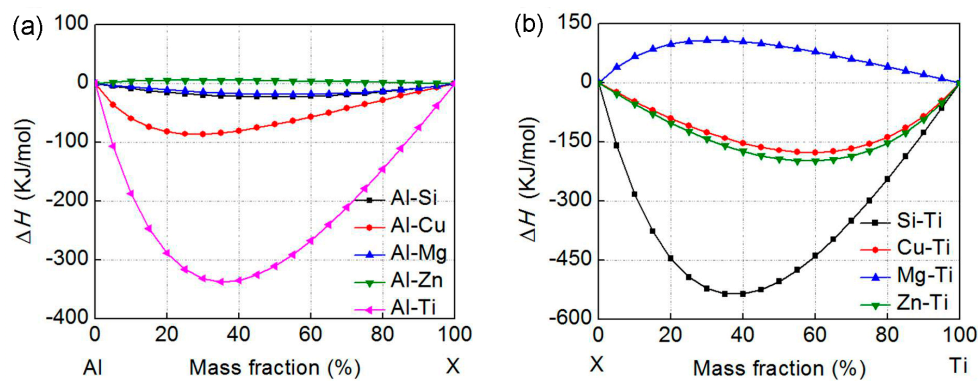 (a)
100
0
-100
-200
-300
-400
ΔH (KJ/mol)
Al-Si
Al-Cu
Al-Mg
Al-Zn
Al-Ti
0 20 40 60 80 100
Al Mass fraction (%) X
(b)
150
0
-150
-300
-450
-600
ΔH (KJ/mol)
Si-Ti
Cu-Ti
Mg-Ti
Zn-Ti
0 20 40 60 80 100
X Mass fraction (%) Ti